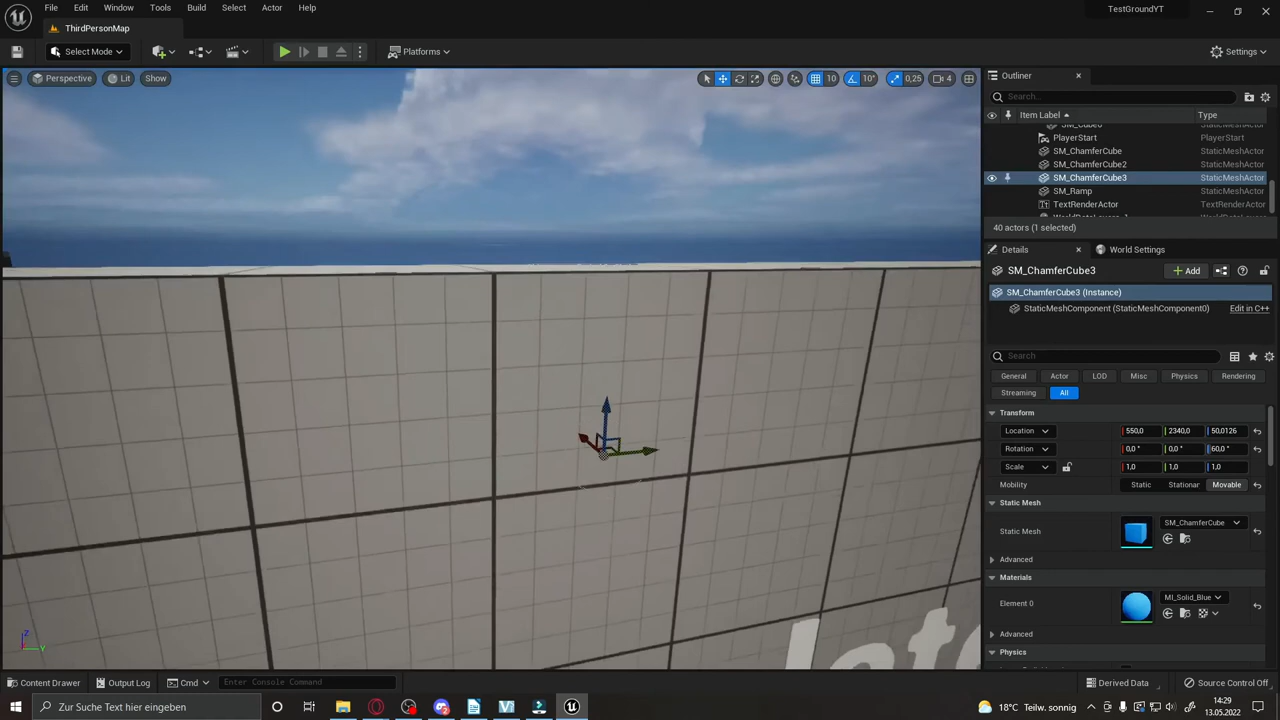 File Edit Window Tools Build Select Actor Help
TestGroundYT
ThirdPersonMap
Select Mode
Platforms
Settings
Perspective Lit Show
10 10° 0,25 4
Outliner
Search...
Item Label Type
SM_Cube6 StaticMeshActor
PlayerStart PlayerStart
SM_ChamferCube StaticMeshActor
SM_ChamferCube2 StaticMeshActor
SM_ChamferCube3 StaticMeshActor
SM_Ramp StaticMeshActor
TextRenderActor TextRenderActor
40 actors (1 selected)
Details World Settings
SM_ChamferCube3
Add
SM_ChamferCube3 (Instance)
StaticMeshComponent (StaticMeshComponent0) Edit in C++
Search
General Actor LOD Misc Physics Rendering
Streaming All
Transform
Location 550,0 2340,0 50,0126
Rotation 0,0 ° 0,0 ° 60,0 °
Scale 1,0 1,0 1,0
Mobility Static Stationar Movable
Static Mesh
Static Mesh SM_ChamferCube
Advanced
Materials
Element 0 MI_Solid_Blue
Advanced
Physics
Z
Y
Content Drawer Output Log Cmd Enter Console Command
Derived Data Source Control Off
Zur Suche Text hier eingeben
18°C Teilw. sonnig
14:29
13.05.2022